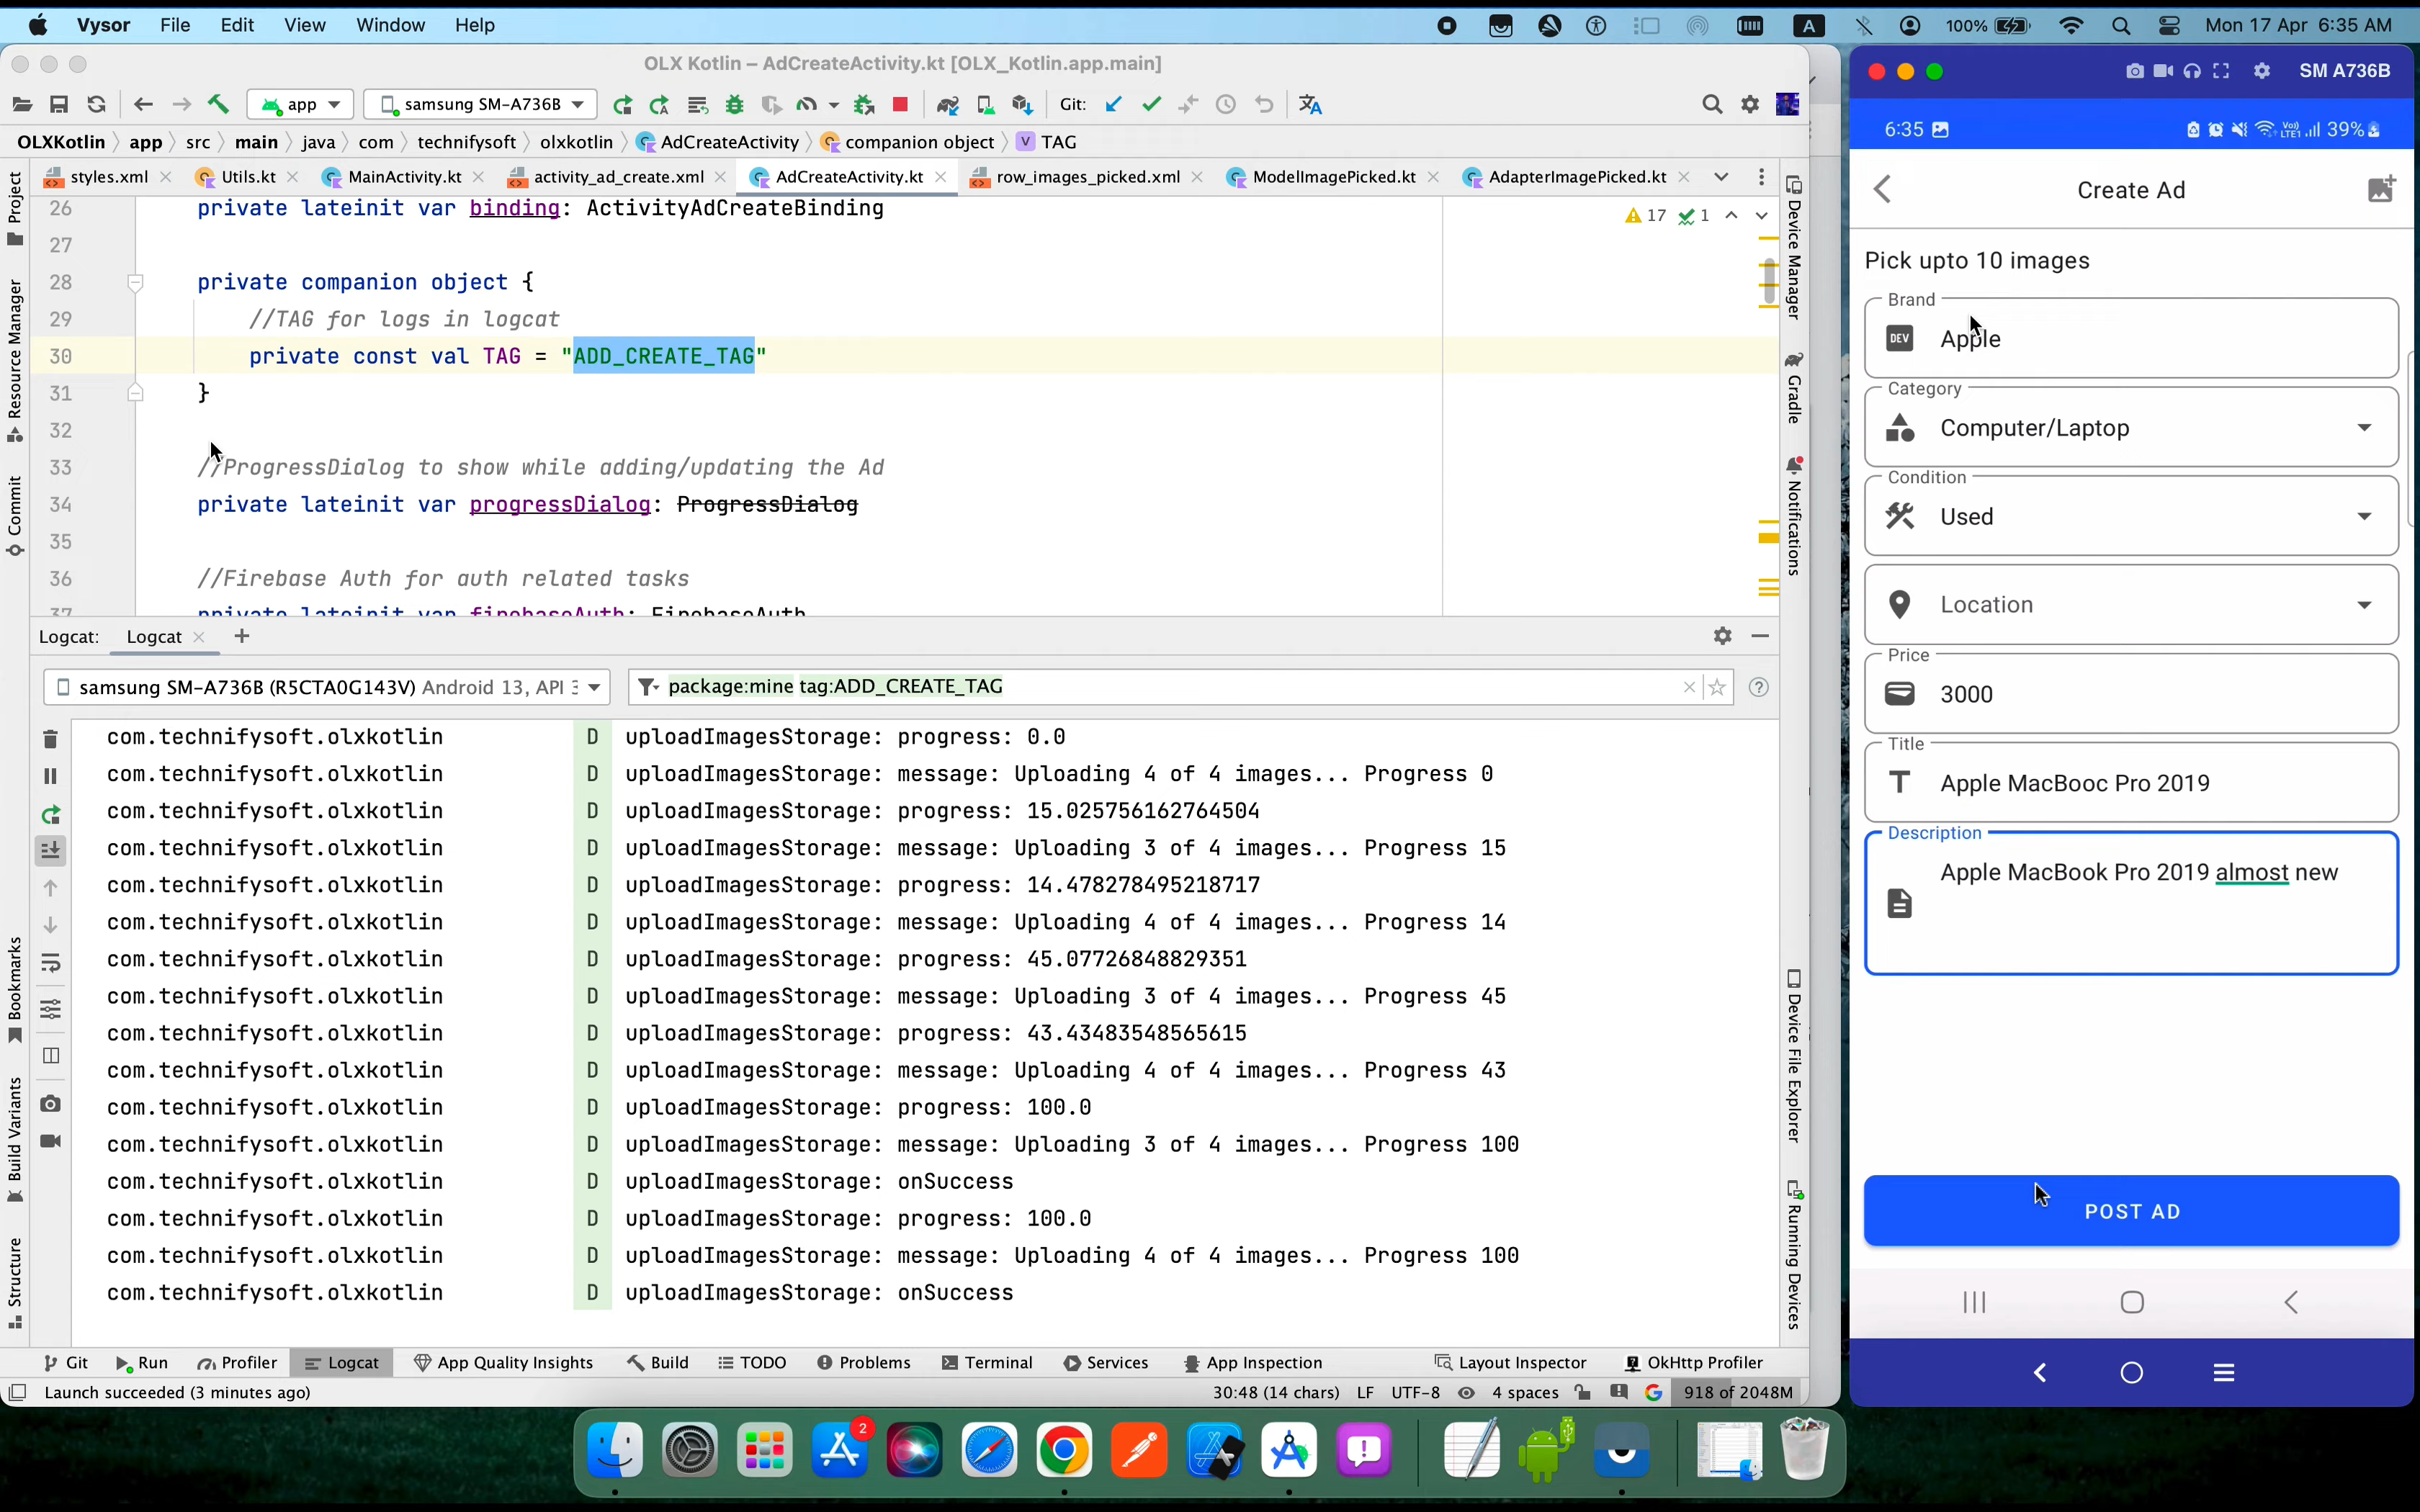 Vysor File Edit View Window Help
A 100% Mon 17 Apr 6:35 AM
OLX Kotlin – AdCreateActivity.kt [OLX_Kotlin.app.main]
app samsung SM-A736B Git:
OLXKotlin app src main java com technifysoft olxkotlin AdCreateActivity companion object V TAG
styles.xml Utils.kt MainActivity.kt activity_ad_create.xml AdCreateActivity.kt row_images_picked.xml ModelImagePicked.kt AdapterImagePicked.kt
17 1
26 private lateinit var binding: ActivityAdCreateBinding
27
28 private companion object {
29 //TAG for logs in logcat
30 private const val TAG = "ADD_CREATE_TAG"
31 }
32
33 //ProgressDialog to show while adding/updating the Ad
34 private lateinit var progressDialog: ProgressDialog
35
36 //Firebase Auth for auth related tasks
37 private lateinit var firebaseAuth: FirebaseAuth
Project
Resource Manager
Commit
Bookmarks
Build Variants
Structure
Device Manager
Gradle
Notifications
Device File Explorer
Running Devices
Logcat: Logcat
samsung SM-A736B (R5CTA0G143V) Android 13, API
package:mine tag:ADD_CREATE_TAG
com.technifysoft.olxkotlin D uploadImagesStorage: progress: 0.0
com.technifysoft.olxkotlin D uploadImagesStorage: message: Uploading 4 of 4 images... Progress 0
com.technifysoft.olxkotlin D uploadImagesStorage: progress: 15.025756162764504
com.technifysoft.olxkotlin D uploadImagesStorage: message: Uploading 3 of 4 images... Progress 15
com.technifysoft.olxkotlin D uploadImagesStorage: progress: 14.478278495218717
com.technifysoft.olxkotlin D uploadImagesStorage: message: Uploading 4 of 4 images... Progress 14
com.technifysoft.olxkotlin D uploadImagesStorage: progress: 45.07726848829351
com.technifysoft.olxkotlin D uploadImagesStorage: message: Uploading 3 of 4 images... Progress 45
com.technifysoft.olxkotlin D uploadImagesStorage: progress: 43.43483548565615
com.technifysoft.olxkotlin D uploadImagesStorage: message: Uploading 4 of 4 images... Progress 43
com.technifysoft.olxkotlin D uploadImagesStorage: progress: 100.0
com.technifysoft.olxkotlin D uploadImagesStorage: message: Uploading 3 of 4 images... Progress 100
com.technifysoft.olxkotlin D uploadImagesStorage: onSuccess
com.technifysoft.olxkotlin D uploadImagesStorage: progress: 100.0
com.technifysoft.olxkotlin D uploadImagesStorage: message: Uploading 4 of 4 images... Progress 100
com.technifysoft.olxkotlin D uploadImagesStorage: onSuccess
Git Run Profiler Logcat App Quality Insights Build TODO Problems Terminal Services App Inspection Layout Inspector OkHttp Profiler
Launch succeeded (3 minutes ago) 30:48 (14 chars) LF UTF-8 4 spaces 918 of 2048M
2
SM A736B
6:35 39%
Create Ad
Pick upto 10 images
Brand
DEV Apple
Category
Computer/Laptop
Condition
Used
Location
Price
3000
Title
Apple MacBooc Pro 2019
Description
Apple MacBook Pro 2019 almost new
POST AD